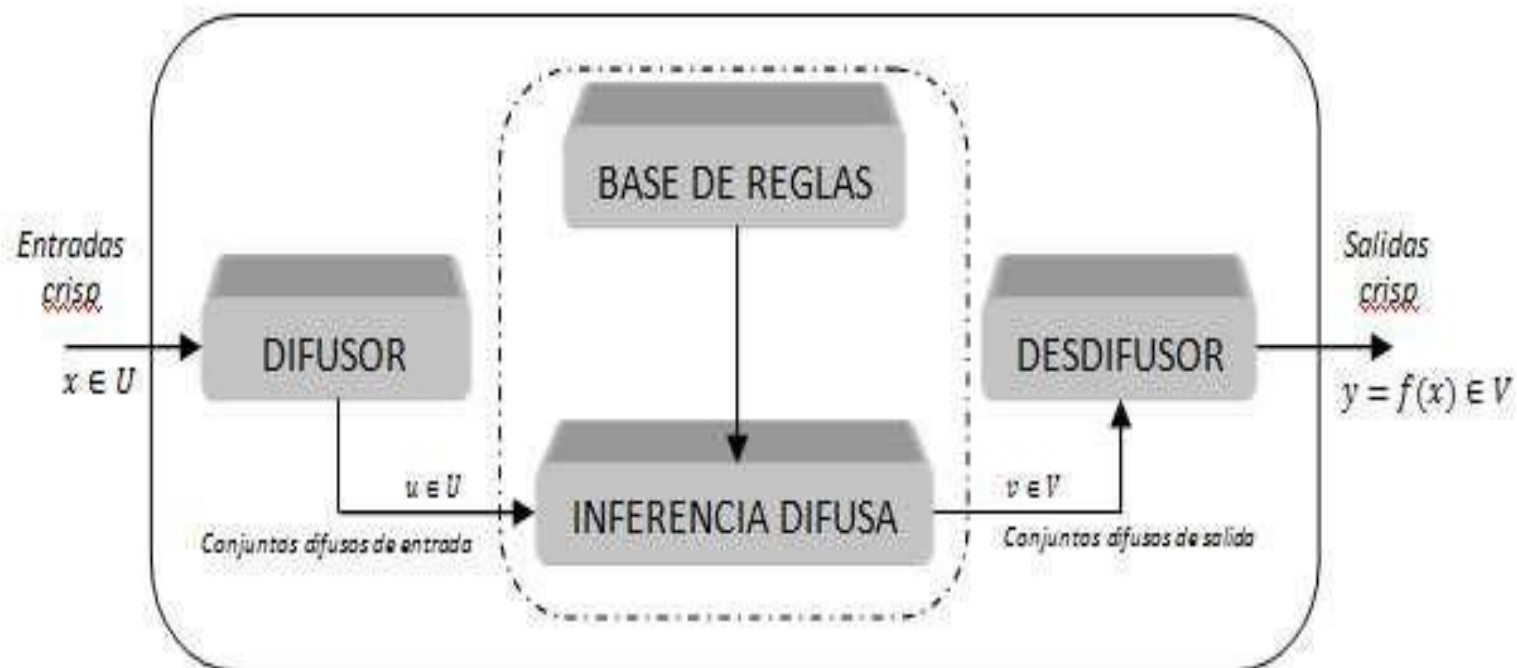 BASE DE REGLAS
Entradas
crisp
x ∈ U
DIFUSOR
Salidas
crisp
DESDIFUSOR
y = f(x) ∈ V
u ∈ U
Conjuntos difusos de entrada
INFERENCIA DIFUSA
v ∈ V
Conjuntos difusos de salida